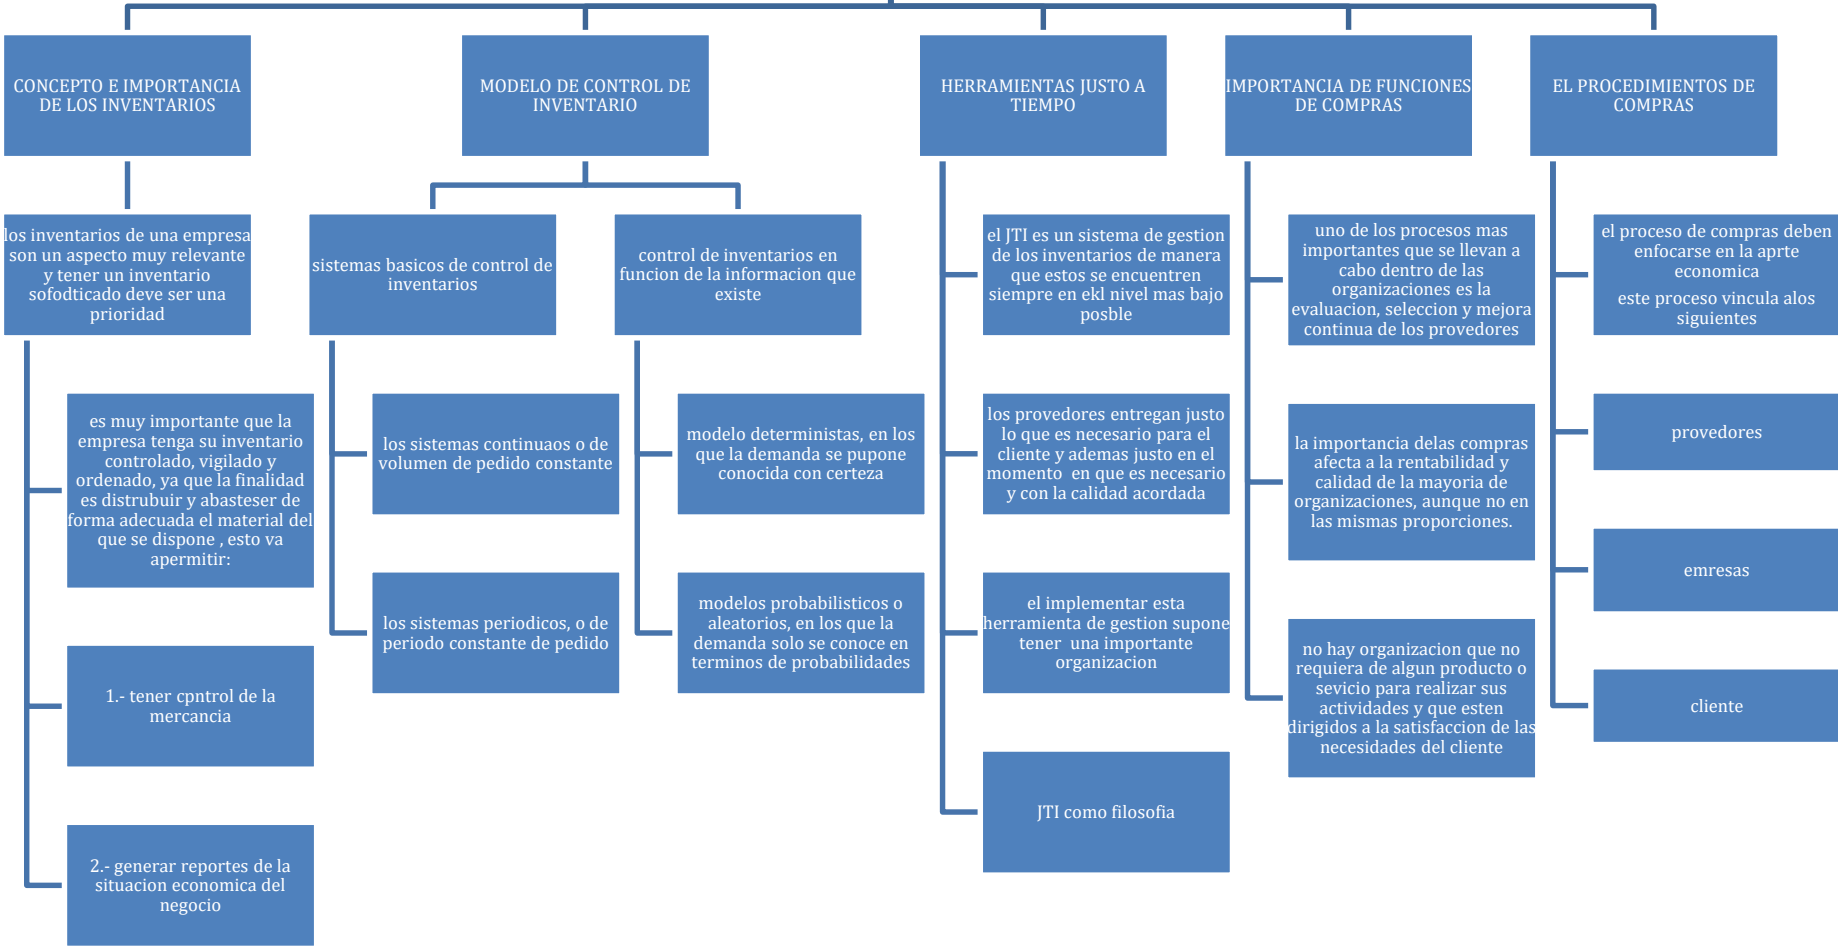 CONCEPTO E IMPORTANCIA
DE LOS INVENTARIOS
los inventarios de una empresa
son un aspecto muy relevante
y tener un inventario
sofodticado deve ser una
prioridad
es muy importante que la
empresa tenga su inventario
controlado, vigilado y
ordenado, ya que la finalidad
es distrubuir y abasteser de
forma adecuada el material del
que se dispone , esto va
apermitir:
1.- tener cpntrol de la
mercancia
2.- generar reportes de la
situacion economica del
negocio
MODELO DE CONTROL DE
INVENTARIO
sistemas basicos de control de
inventarios
los sistemas continuaos o de
volumen de pedido constante
los sistemas periodicos, o de
periodo constante de pedido
control de inventarios en
funcion de la informacion que
existe
modelo deterministas, en los
que la demanda se pupone
conocida con certeza
modelos probabilisticos o
aleatorios, en los que la
demanda solo se conoce en
terminos de probabilidades
HERRAMIENTAS JUSTO A
TIEMPO
el JTI es un sistema de gestion
de los inventarios de manera
que estos se encuentren
siempre en ekl nivel mas bajo
posble
los provedores entregan justo
lo que es necesario para el
cliente y ademas justo en el
momento en que es necesario
y con la calidad acordada
el implementar esta
herramienta de gestion supone
tener una importante
organizacion
JTI como filosofia
IMPORTANCIA DE FUNCIONES
DE COMPRAS
uno de los procesos mas
importantes que se llevan a
cabo dentro de las
organizaciones es la
evaluacion, seleccion y mejora
continua de los provedores
la importancia delas compras
afecta a la rentabilidad y
calidad de la mayoria de
organizaciones, aunque no en
las mismas proporciones.
no hay organizacion que no
requiera de algun producto o
sevicio para realizar sus
actividades y que esten
dirigidos a la satisfaccion de las
necesidades del cliente
EL PROCEDIMIENTOS DE
COMPRAS
el proceso de compras deben
enfocarse en la aprte
economica
este proceso vincula alos
siguientes
provedores
emresas
cliente